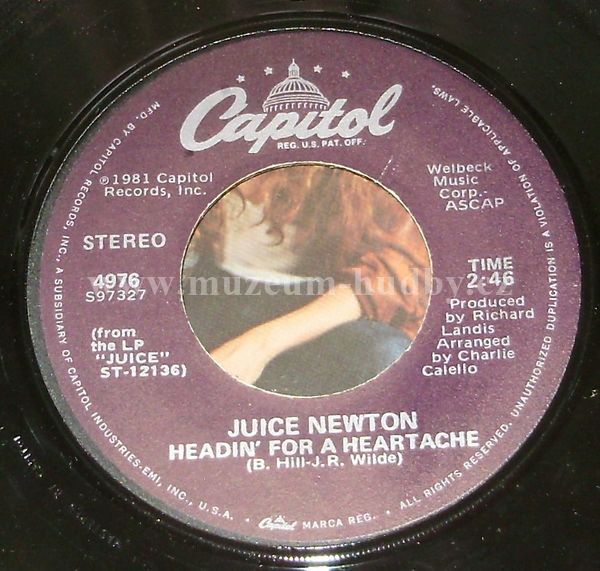 Capitol
REG. U.S. PAT. OFF.
MFD. BY CAPITOL RECORDS, INC., A SUBSIDIARY OF CAPITOL INDUSTRIES-EMI, INC., U.S.A. • Capitol MARCA REG. • ALL RIGHTS RESERVED. UNAUTHORIZED DUPLICATION IS A VIOLATION OF APPLICABLE LAWS.
℗1981 Capitol
Records, Inc.
Welbeck
Music
Corp.-
ASCAP
STEREO
4976
S97327
(from
the LP
"JUICE"
ST-12136)
TIME
2:46
Produced
by Richard
Landis
Arranged
by Charlie
Calello
www.muzeum-hudby.cz
JUICE NEWTON
HEADIN' FOR A HEARTACHE
(B. Hill-J.R. Wilde)